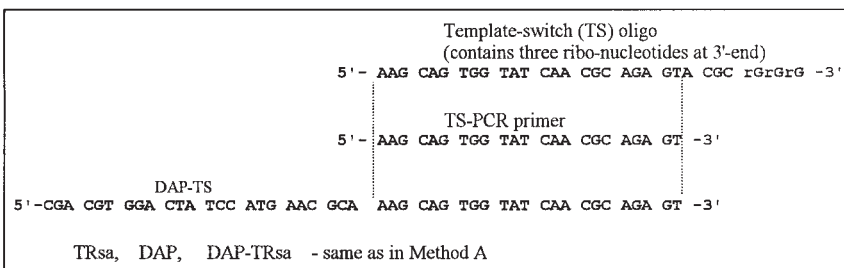 Template-switch (TS) oligo
(contains three ribo-nucleotides at 3'-end)
5'- AAG CAG TGG TAT CAA CGC AGA GTA CGC rGrGrG -3'
TS-PCR primer
5'- AAG CAG TGG TAT CAA CGC AGA GT -3'
DAP-TS
5'-CGA CGT GGA CTA TCC ATG AAC GCA AAG CAG TGG TAT CAA CGC AGA GT -3'
TRsa, DAP, DAP-TRsa - same as in Method A